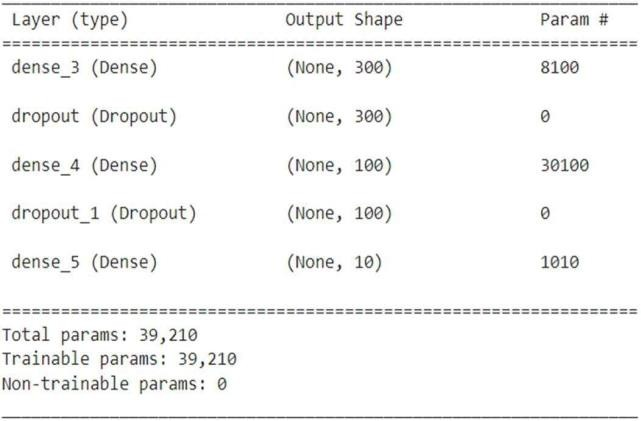 Layer (type) Output Shape Param #
=================================================================
dense_3 (Dense) (None, 300) 8100
dropout (Dropout) (None, 300) 0
dense_4 (Dense) (None, 100) 30100
dropout_1 (Dropout) (None, 100) 0
dense_5 (Dense) (None, 10) 1010
=================================================================
Total params: 39,210
Trainable params: 39,210
Non-trainable params: 0